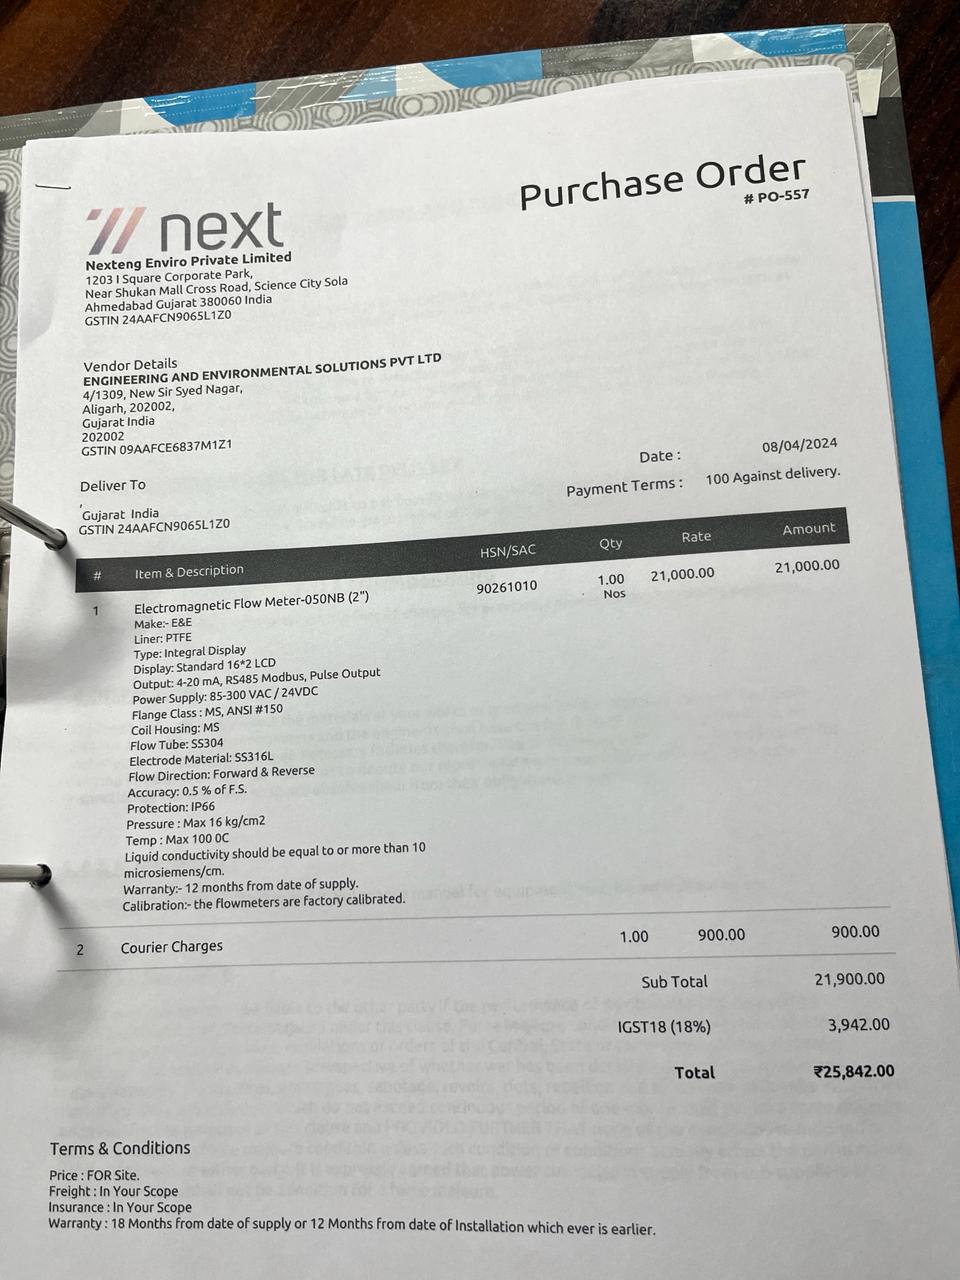 Purchase Order
# PO-557
next
Nexteng Enviro Private Limited
1203 I Square Corporate Park,
Near Shukan Mall Cross Road, Science City Sola
Ahmedabad Gujarat 380060 India
GSTIN 24AAFCN9065L1Z0
Vendor Details
ENGINEERING AND ENVIRONMENTAL SOLUTIONS PVT LTD
4/1309, New Sir Syed Nagar,
Aligarh, 202002,
Gujarat India
202002
GSTIN 09AAFCE6837M1Z1
Date : 08/04/2024
Payment Terms : 100 Against delivery.
Deliver To
,
Gujarat India
GSTIN 24AAFCN9065L1Z0
# Item & Description HSN/SAC Qty Rate Amount
1 Electromagnetic Flow Meter-050NB (2") 90261010 1.00 21,000.00 21,000.00
Nos
Make:- E&E
Liner: PTFE
Type: Integral Display
Display: Standard 16*2 LCD
Output: 4-20 mA, RS485 Modbus, Pulse Output
Power Supply: 85-300 VAC / 24VDC
Flange Class : MS, ANSI #150
Coil Housing: MS
Flow Tube: SS304
Electrode Material: SS316L
Flow Direction: Forward & Reverse
Accuracy: 0.5 % of F.S.
Protection: IP66
Pressure : Max 16 kg/cm2
Temp : Max 100 0C
Liquid conductivity should be equal to or more than 10
microsiemens/cm.
Warranty:- 12 months from date of supply.
Calibration:- the flowmeters are factory calibrated.
2 Courier Charges 1.00 900.00 900.00
Sub Total 21,900.00
IGST18 (18%) 3,942.00
Total ₹25,842.00
Terms & Conditions
Price : FOR Site.
Freight : In Your Scope
Insurance : In Your Scope
Warranty : 18 Months from date of supply or 12 Months from date of Installation which ever is earlier.